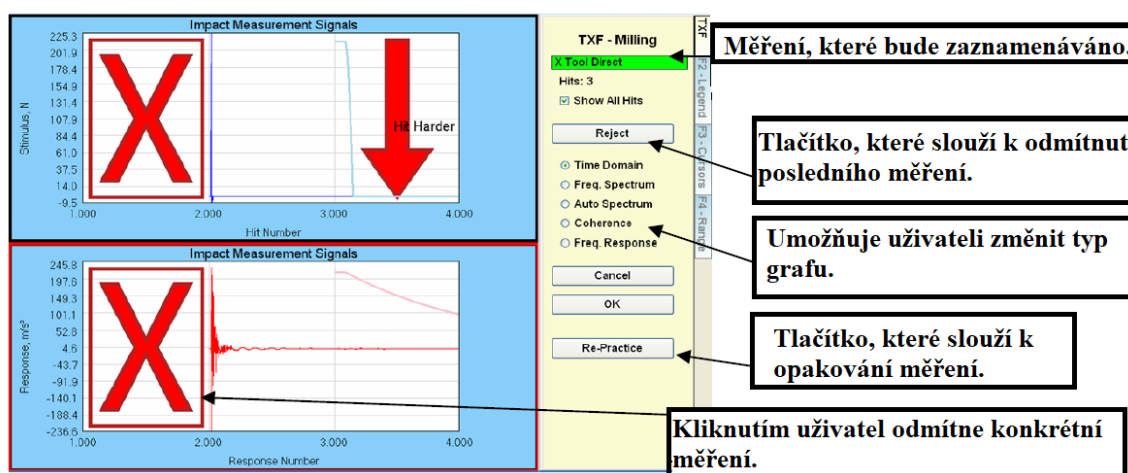 Impact Measurement Signals
225.3
201.9
178.4
154.9
131.4
107.9
84.4
61.0
37.5
14.0
-9.5
Stimulus, N
Hit Harder
1.000 2.000 3.000 4.000
Hit Number
Impact Measurement Signals
245.8
197.6
149.3
101.1
52.8
4.6
-43.7
-91.9
-140.1
-188.4
-236.6
Response, m/s²
1.000 2.000 3.000 4.000
Response Number
TXF - Milling
X Tool Direct
Hits: 3
Show All Hits
Reject
Time Domain
Freq. Spectrum
Auto Spectrum
Coherence
Freq. Response
Cancel
OK
Re-Practice
TXF
F2 - Legend
F3 - Cursors
F4 - Range
Měření, které bude zaznamenáváno.
Tlačítko, které slouží k odmítnut
posledního měření.
Umožňuje uživateli změnit typ
grafu.
Tlačítko, které slouží k
opakování měření.
Kliknutím uživatel odmítne konkrétní
měření.